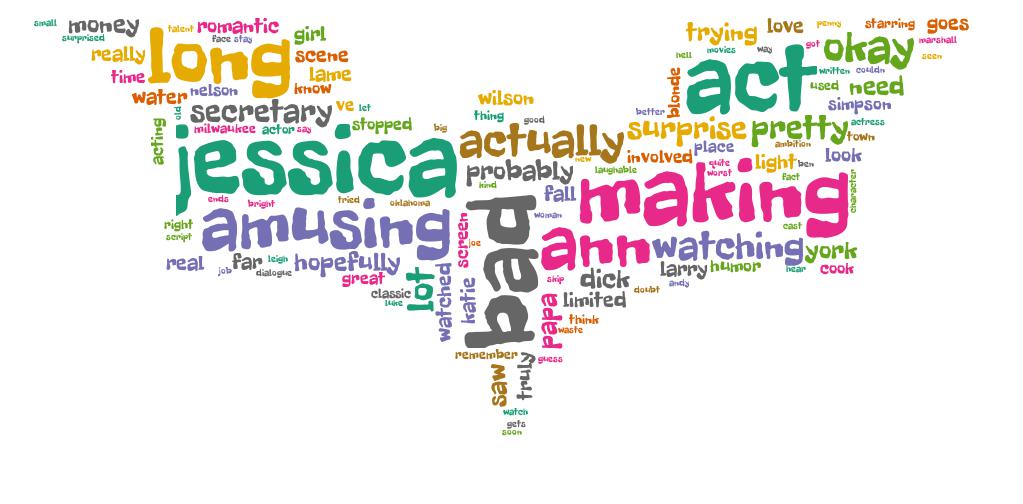 small
money
surprised
talent
romantic
face
stay
girl
really
long
scene
time
lame
water
nelson
know
old
secretary
ve
let
milwaukee
actor
say
stopped
acting
big
jessica
ends
bright
tried
oklahoma
right
script
amusing
real
job
far
leigh
dialogue
hopefully
great
classic
luke
lot
watched
katie
screen
joe
wilson
thing
good
actually
new
probably
kind
fall
woman
bad
remember
saw
truly
guess
watch
gets
soon
trying
love
penny
starring
goes
hell
movies
way
got
okay
marshall
seen
blonde
act
written
couldn
used
need
better
simpson
surprise
pretty
actress
town
ambition
involved
place
laughable
quite
worst
light
ben
look
fact
making
character
cast
ann
watching
york
near
cook
skip
dick
larry
humor
doubt
andy
papa
limited
think
waste